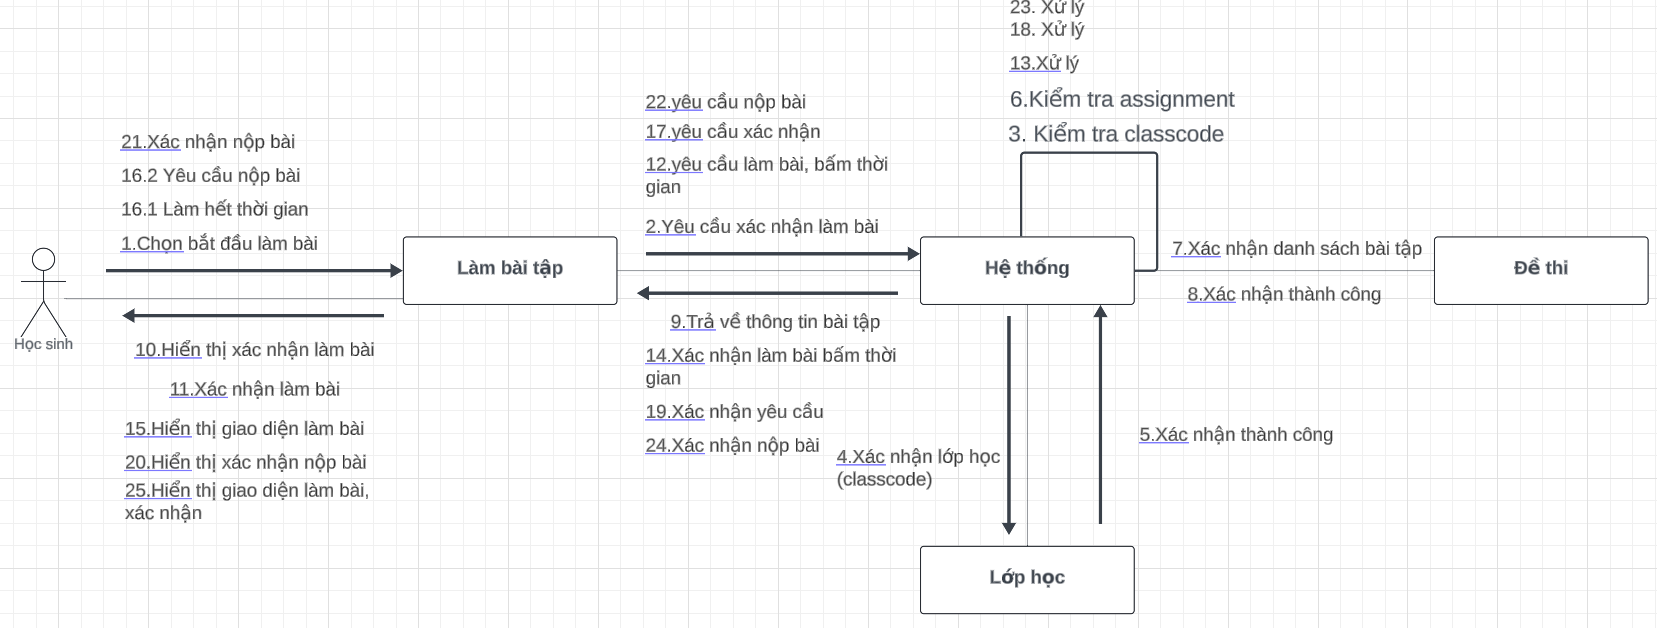 23. Xử lý
18. Xử lý
13.Xử lý
6.Kiểm tra assignment
3. Kiểm tra classcode
22.yêu cầu nộp bài
17.yêu cầu xác nhận
12.yêu cầu làm bài, bấm thời
gian
2.Yêu cầu xác nhận làm bài
21.Xác nhận nộp bài
16.2 Yêu cầu nộp bài
16.1 Làm hết thời gian
1.Chọn bắt đầu làm bài
Học sinh
Làm bài tập
Hệ thống
7.Xác nhận danh sách bài tập
8.Xác nhận thành công
Đề thi
10.Hiển thị xác nhận làm bài
11.Xác nhận làm bài
15.Hiển thị giao diện làm bài
20.Hiển thị xác nhận nộp bài
25.Hiển thị giao diện làm bài,
xác nhận
9.Trả về thông tin bài tập
14.Xác nhận làm bài bấm thời
gian
19.Xác nhận yêu cầu
24.Xác nhận nộp bài
4.Xác nhận lớp học
(classcode)
5.Xác nhận thành công
Lớp học